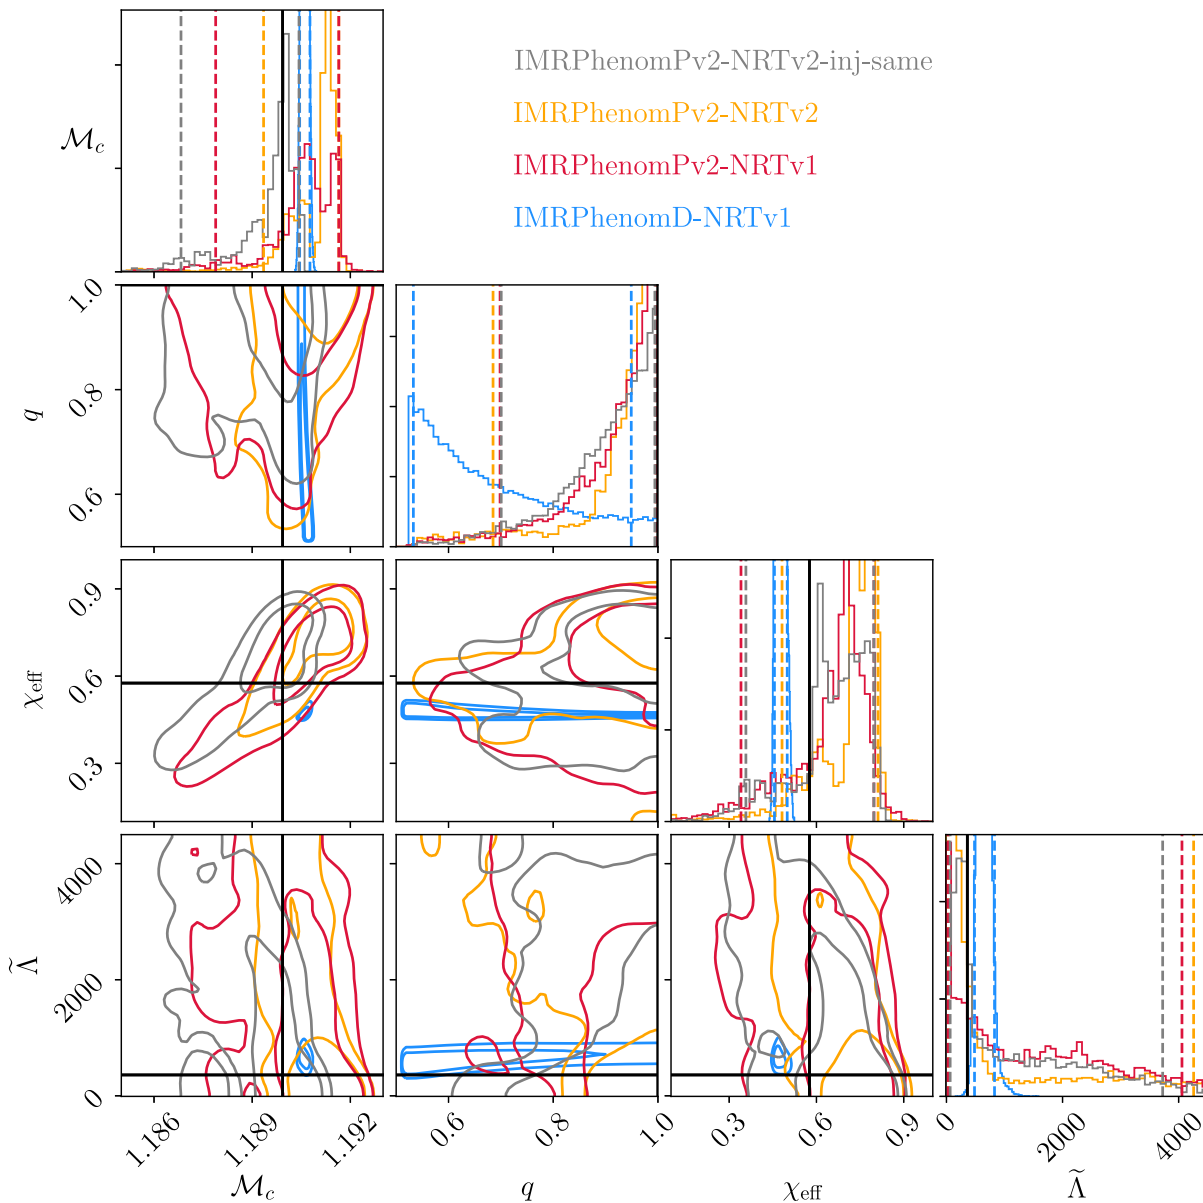 IMRPhenomPv2-NRTv2-inj-same
IMRPhenomPv2-NRTv2
IMRPhenomPv2-NRTv1
IMRPhenomD-NRTv1
ℳc
1.0
0.8
0.6
q
0.9
0.6
0.3
χeff
4000
2000
0
Λ̃
1.186 1.189 1.192
0.6 0.8 1.0
0.3 0.6 0.9
0 2000 4000
ℳc q χeff Λ̃